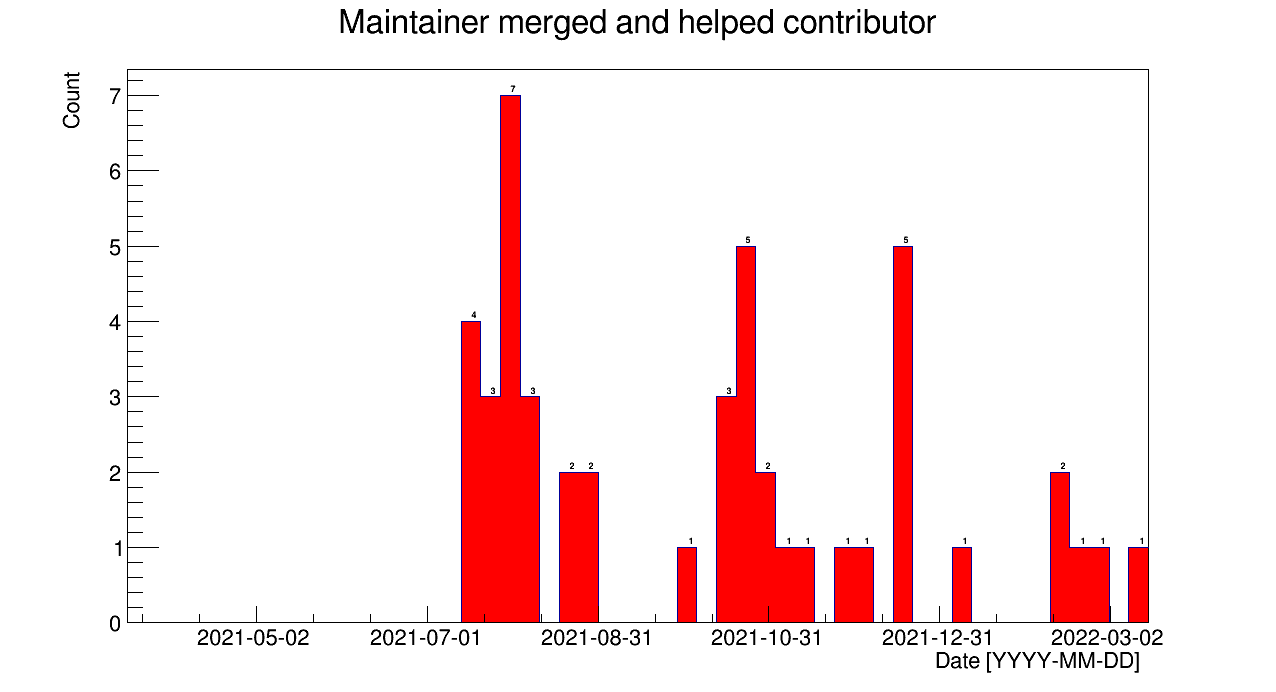 Maintainer merged and helped contributor
Count
7
6
5
4
3
2
1
0
4 3 7 3 2 2 1 3 5 2 1 1 1 1 5 1 2 1 1 1
2021-05-02 2021-07-01 2021-08-31 2021-10-31 2021-12-31 2022-03-02
Date [YYYY-MM-DD]